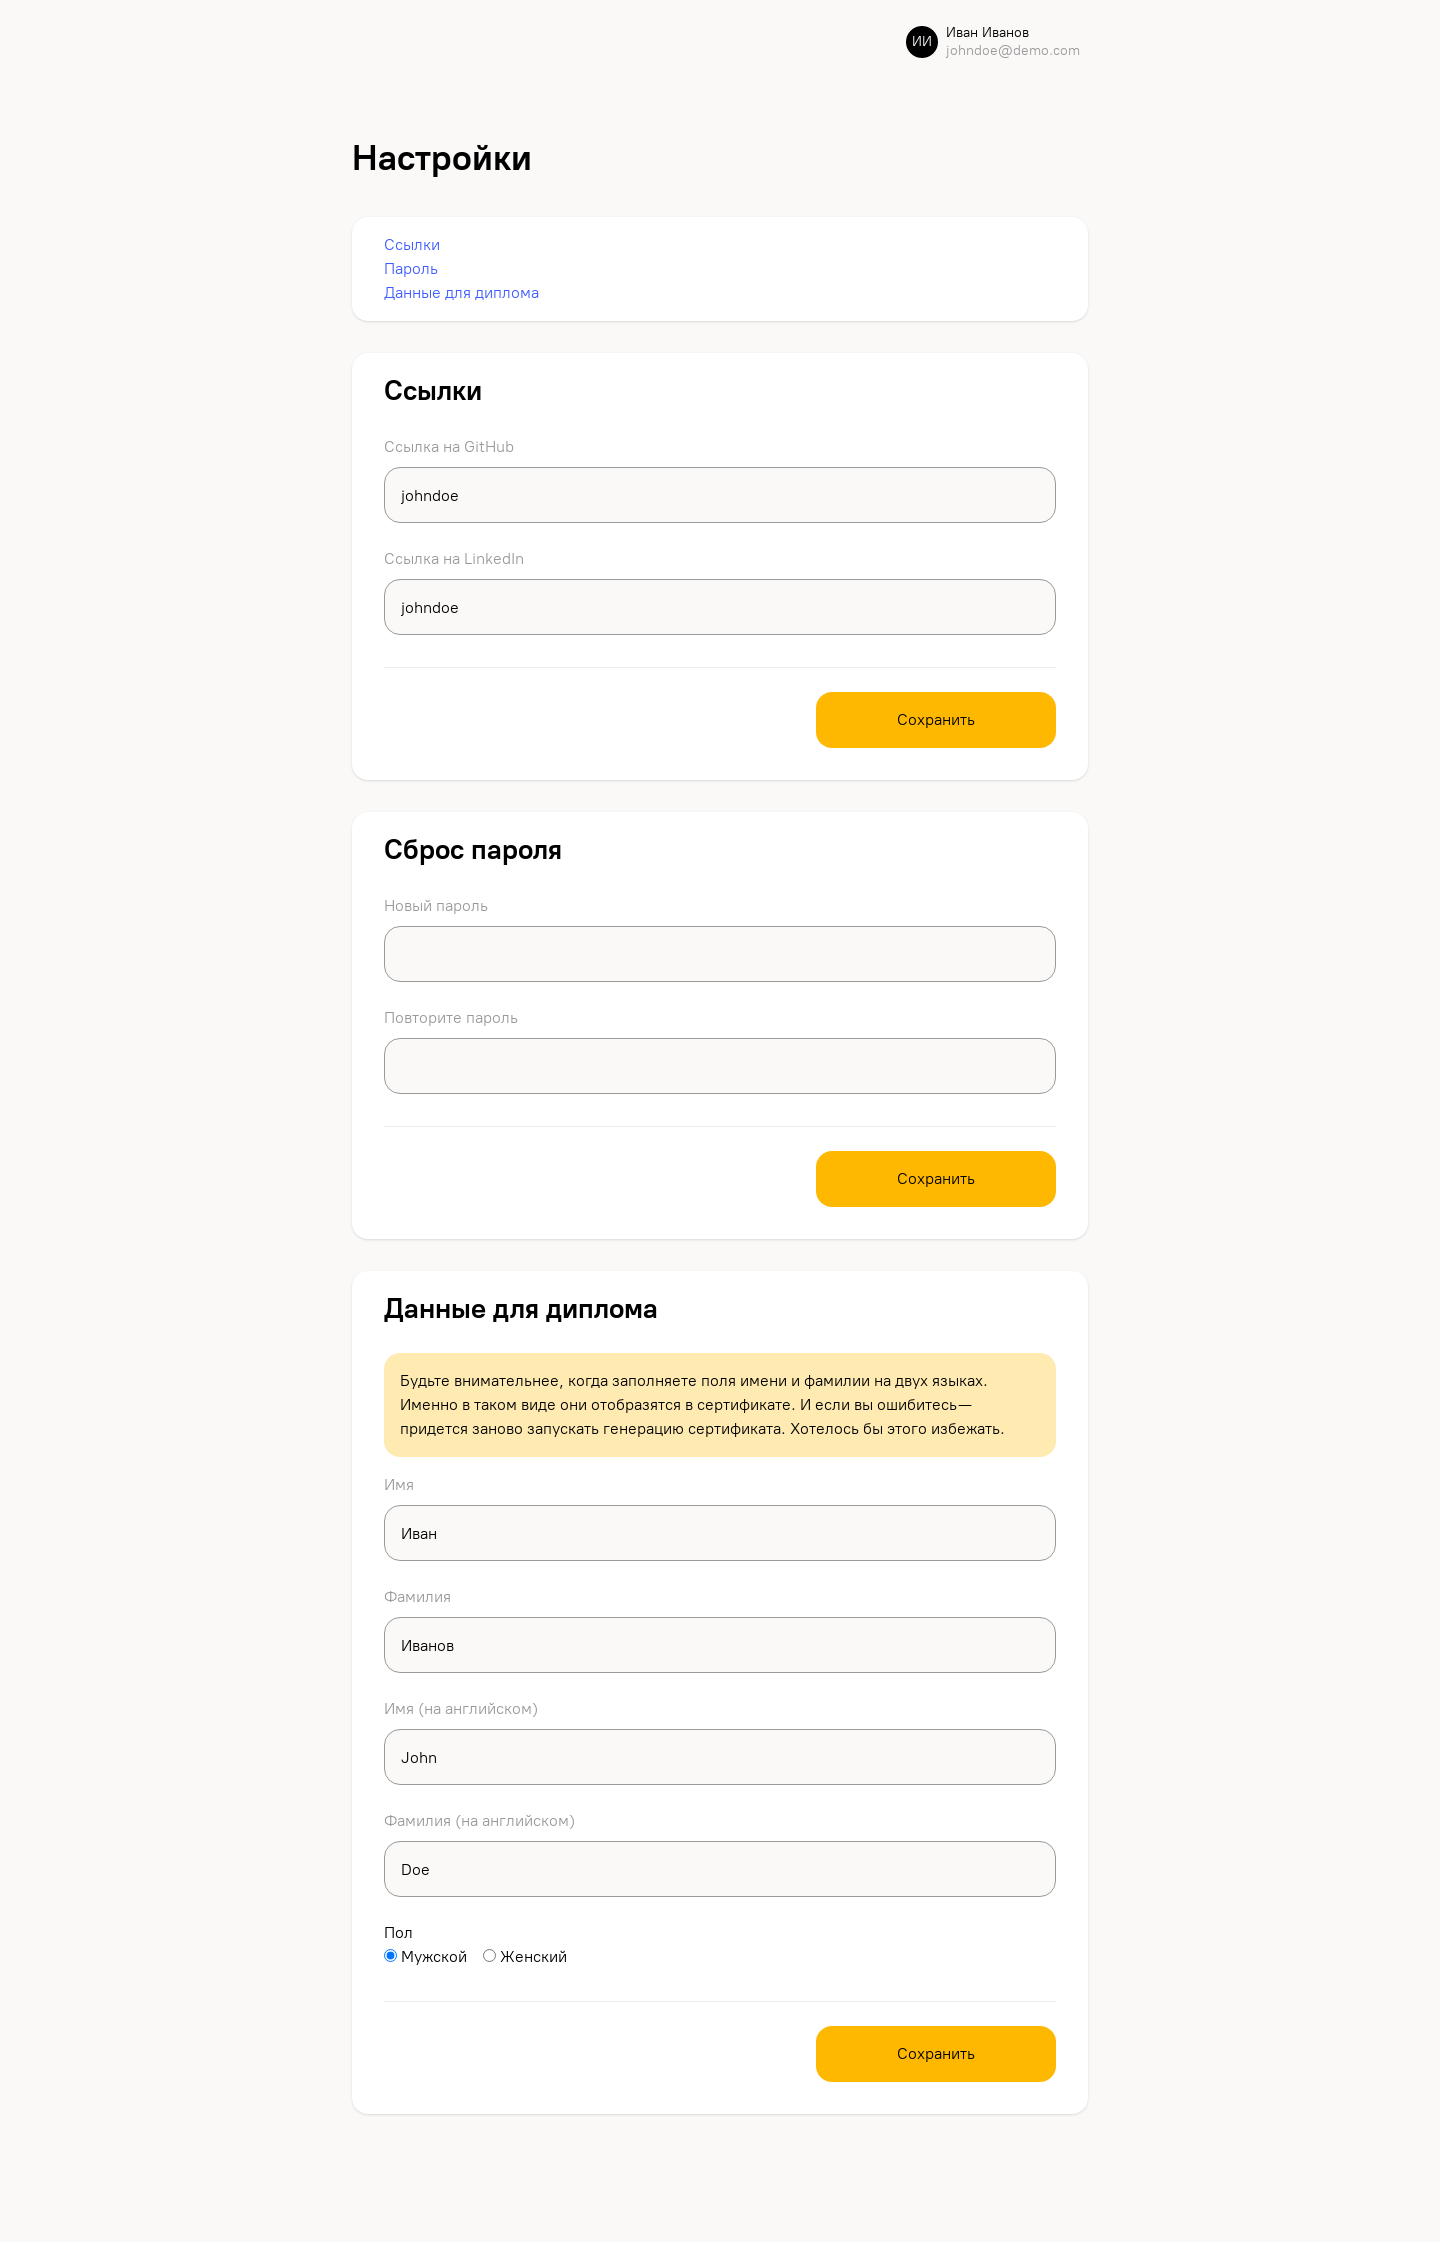 ИИ
Иван Иванов
johndoe@demo.com
Настройки
Ссылки
Пароль
Данные для диплома
Ссылки
Ссылка на GitHub
johndoe
Ссылка на LinkedIn
johndoe
Сохранить
Сброс пароля
Новый пароль
Повторите пароль
Сохранить
Данные для диплома
Будьте внимательнее, когда заполняете поля имени и фамилии на двух языках.
Именно в таком виде они отобразятся в сертификате. И если вы ошибитесь —
придется заново запускать генерацию сертификата. Хотелось бы этого избежать.
Имя
Иван
Фамилия
Иванов
Имя (на английском)
John
Фамилия (на английском)
Doe
Пол
Мужской Женский
Сохранить